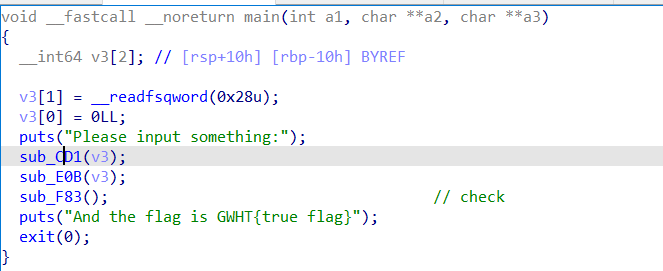 void __fastcall __noreturn main(int a1, char **a2, char **a3)
{
__int64 v3[2]; // [rsp+10h] [rbp-10h] BYREF
v3[1] = __readfsqword(0x28u);
v3[0] = 0LL;
puts("Please input something:");
sub_CD1(v3);
sub_E0B(v3);
sub_F83(); // check
puts("And the flag is GWHT{true flag}");
exit(0);
}